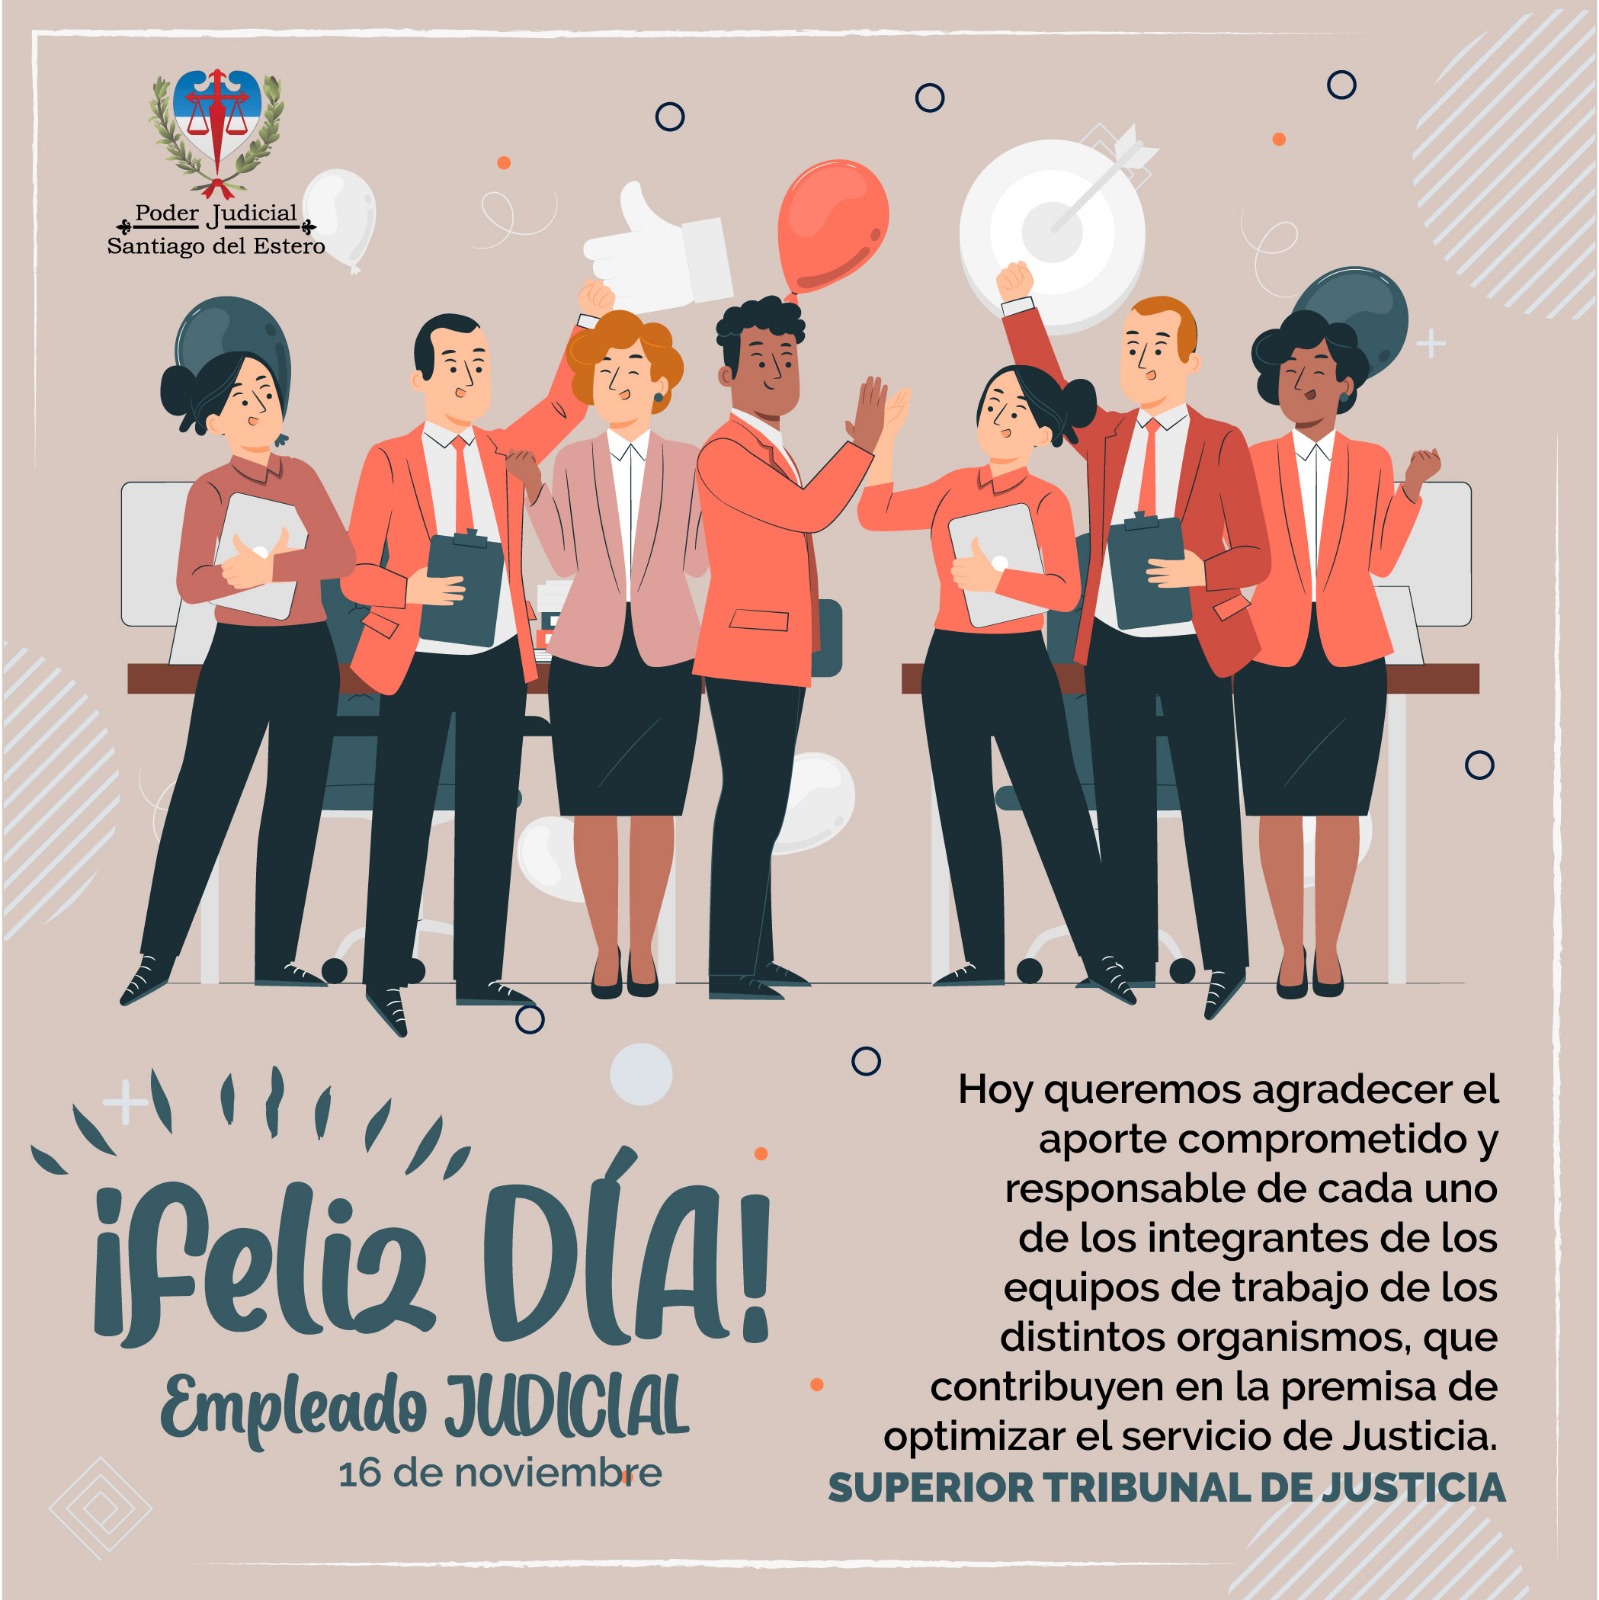 Poder Judicial
Santiago del Estero
¡feliz DÍA!
Empleado JUDICIAL
16 de noviembre
Hoy queremos agradecer el
aporte comprometido y
responsable de cada uno
de los integrantes de los
equipos de trabajo de los
distintos organismos, que
contribuyen en la premisa de
optimizar el servicio de Justicia.
SUPERIOR TRIBUNAL DE JUSTICIA